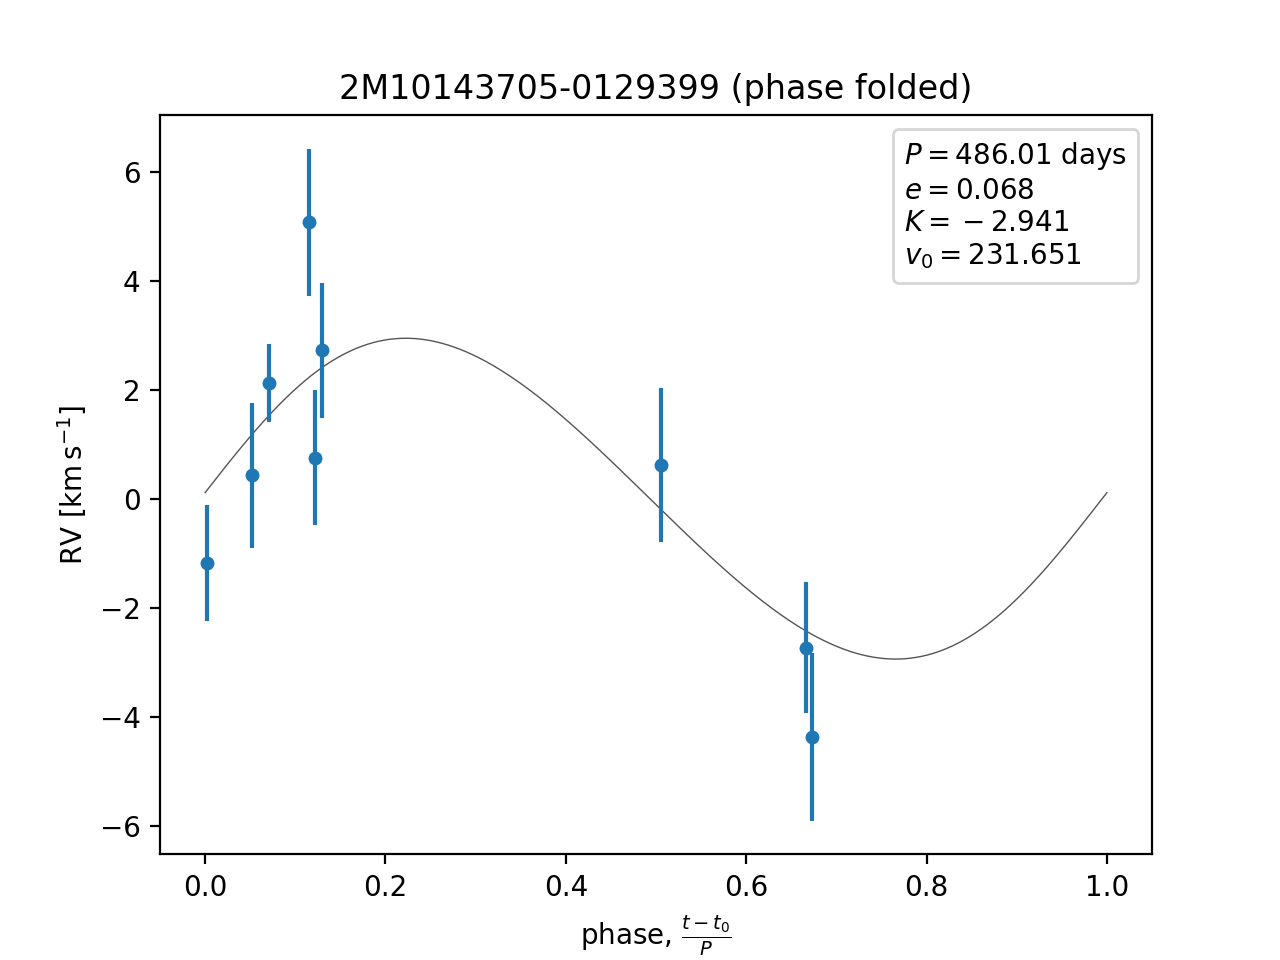 2M10143705-0129399 (phase folded)
P = 486.01 days
e = 0.068
K = −2.941
v₀ = 231.651
6
4
2
0
−2
−4
−6
RV [km s⁻¹]
0.0 0.2 0.4 0.6 0.8 1.0
phase, (t − t₀)/P